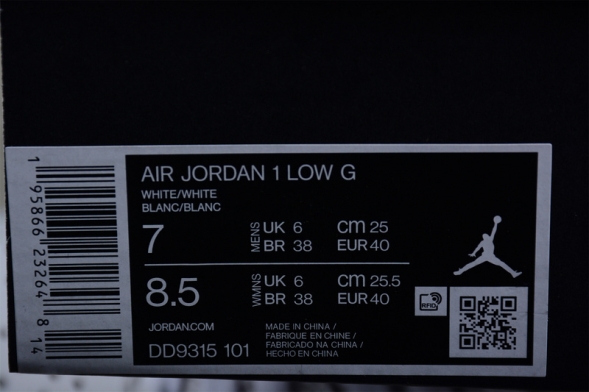 AIR JORDAN 1 LOW G
WHITE/WHITE
BLANC/BLANC
7 MENS UK 6 cm 25
BR 38 EUR 40
8.5 WMNS UK 6 cm 25.5
BR 38 EUR 40
JORDAN.COM
DD9315 101
MADE IN CHINA /
FABRIQUE EN CHINE /
FABRICADO NA CHINA /
HECHO EN CHINA
RFID
1 95866 23264 8 14